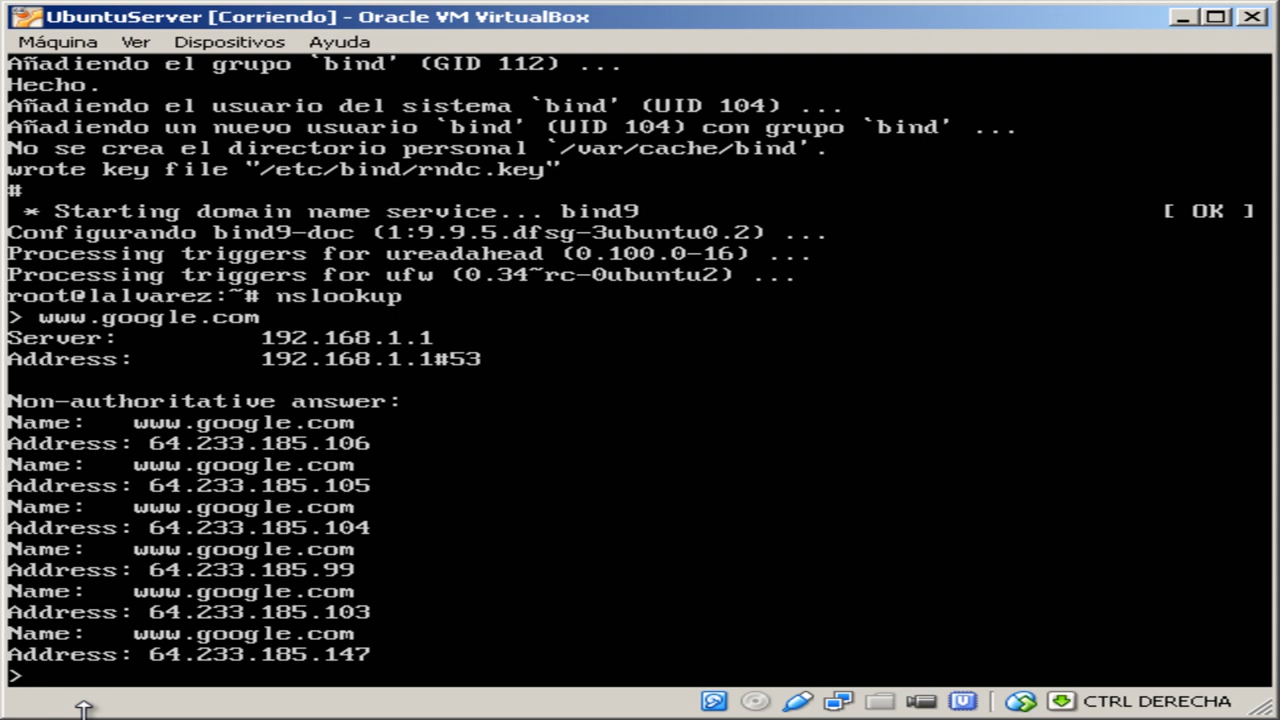 UbuntuServer [Corriendo] - Oracle VM VirtualBox
Máquina Ver Dispositivos Ayuda
Añadiendo el grupo `bind' (GID 112) ...
Hecho.
Añadiendo el usuario del sistema `bind' (UID 104) ...
Añadiendo un nuevo usuario `bind' (UID 104) con grupo `bind' ...
No se crea el directorio personal `/var/cache/bind'.
wrote key file "/etc/bind/rndc.key"
#
* Starting domain name service... bind9 [ OK ]
Configurando bind9-doc (1:9.9.5.dfsg-3ubuntu0.2) ...
Processing triggers for ureadahead (0.100.0-16) ...
Processing triggers for ufw (0.34~rc-0ubuntu2) ...
root@lalvarez:~# nslookup
> www.google.com
Server: 192.168.1.1
Address: 192.168.1.1#53
Non-authoritative answer:
Name: www.google.com
Address: 64.233.185.106
Name: www.google.com
Address: 64.233.185.105
Name: www.google.com
Address: 64.233.185.104
Name: www.google.com
Address: 64.233.185.99
Name: www.google.com
Address: 64.233.185.103
Name: www.google.com
Address: 64.233.185.147
>
CTRL DERECHA